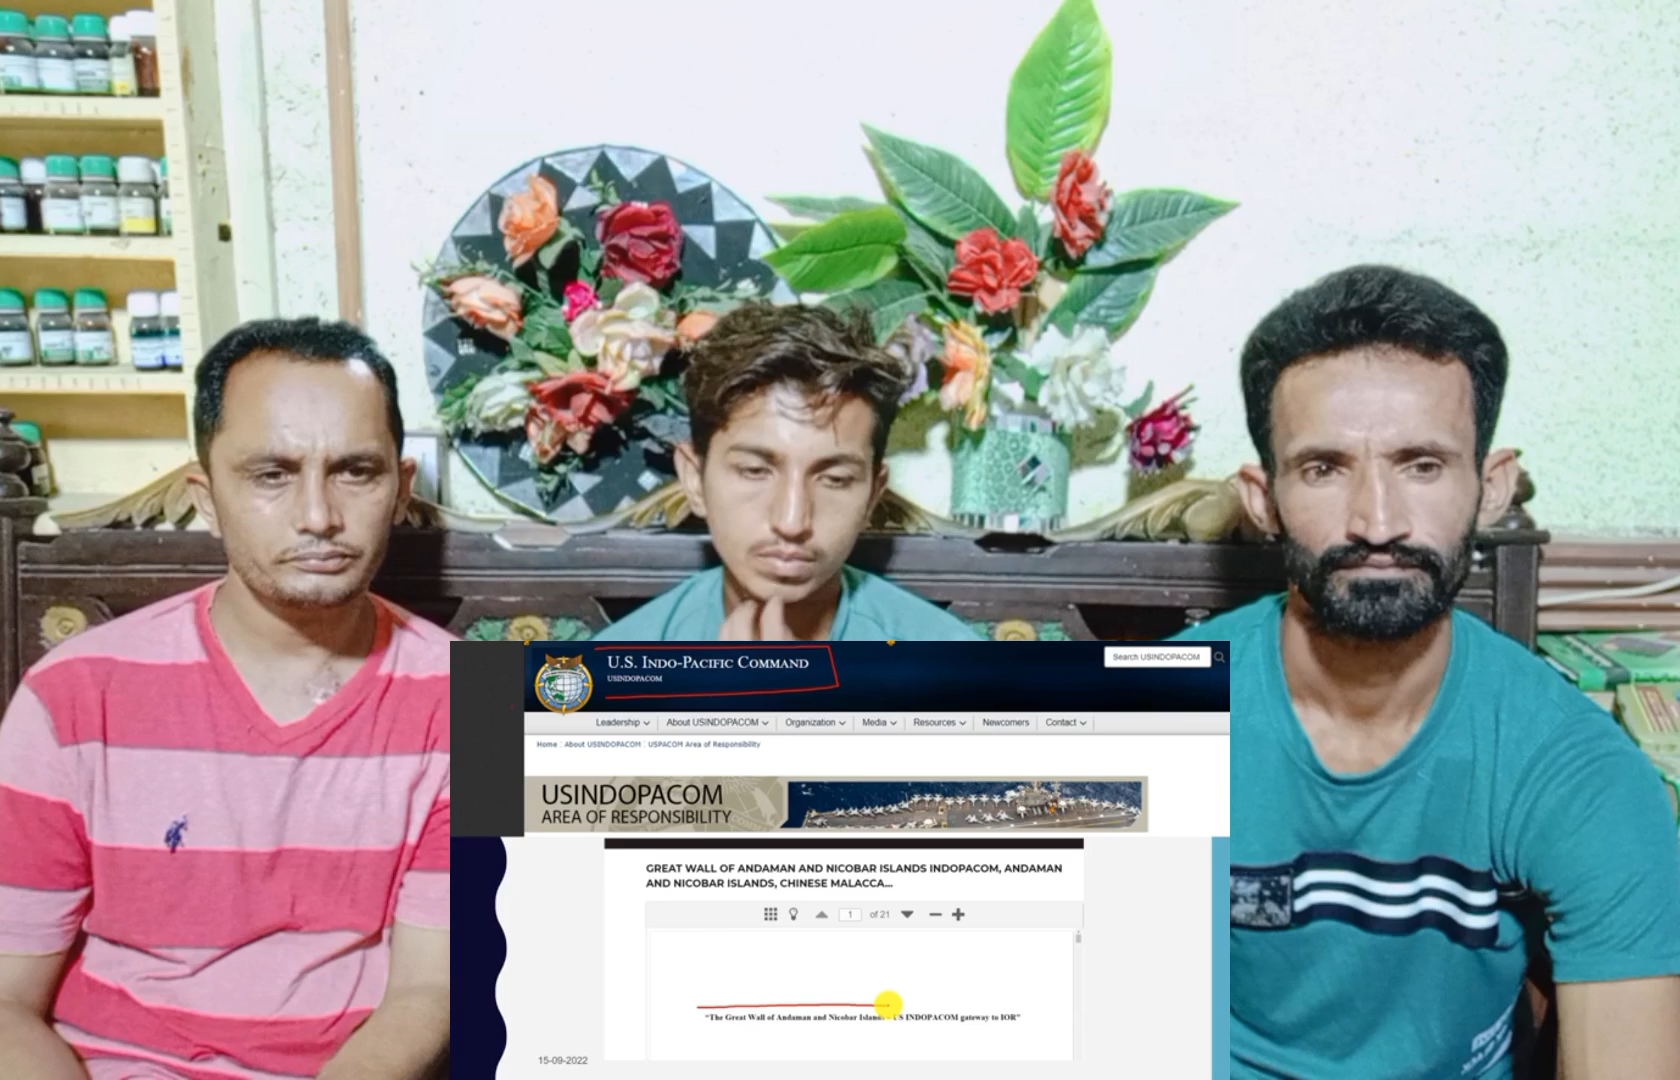 U.S. INDO-PACIFIC COMMAND
USINDOPACOM
Search USINDOPACOM
Leadership About USINDOPACOM Organization Media Resources Newcomers Contact
Home : About USINDOPACOM : USPACOM Area of Responsibility
USINDOPACOM
AREA OF RESPONSIBILITY
GREAT WALL OF ANDAMAN AND NICOBAR ISLANDS INDOPACOM, ANDAMAN
AND NICOBAR ISLANDS, CHINESE MALACCA...
1 of 21
"The Great Wall of Andaman and Nicobar Islands - US INDOPACOM gateway to IOR"
15-09-2022